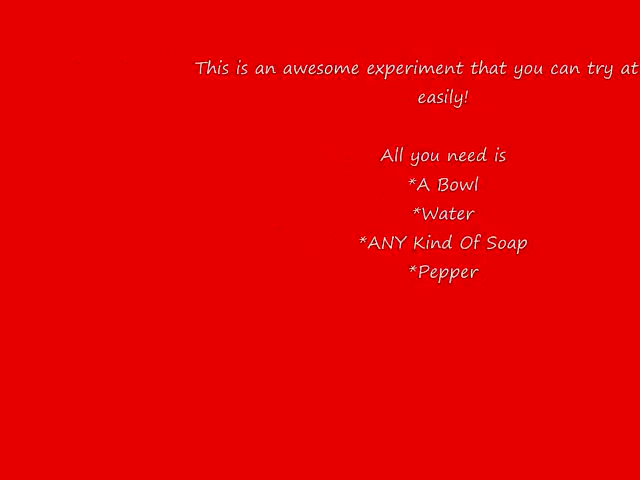 This is an awesome experiment that you can try at
easily!
All you need is
*A Bowl
*Water
*ANY Kind Of Soap
*Pepper